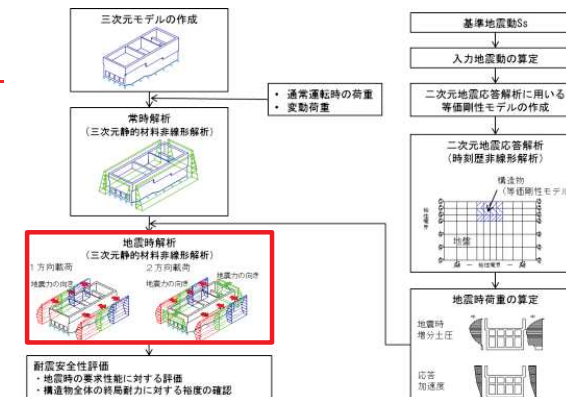 三次元モデルの作成
・ 通常運転時の荷重
・ 変動荷重
常時解析
(三次元静的材料非線形解析)
地震時解析
(三次元静的材料非線形解析)
1方向載荷
2方向載荷
地震力の向き
地震力の向き
地震力の向き
耐震安全性評価
・地震時の要求性能に対する評価
・構造物全体の終局耐力に対する裕度の確認
基準地震動Ss
入力地震動の算定
二次元地震応答解析に用いる
等価剛性モデルの作成
二次元地震応答解析
(時刻歴非線形解析)
構造物
(等価剛性モデル
地盤
粘性境界
粘性境界
地震時荷重の算定
地震時
増分土圧
応答
加速度